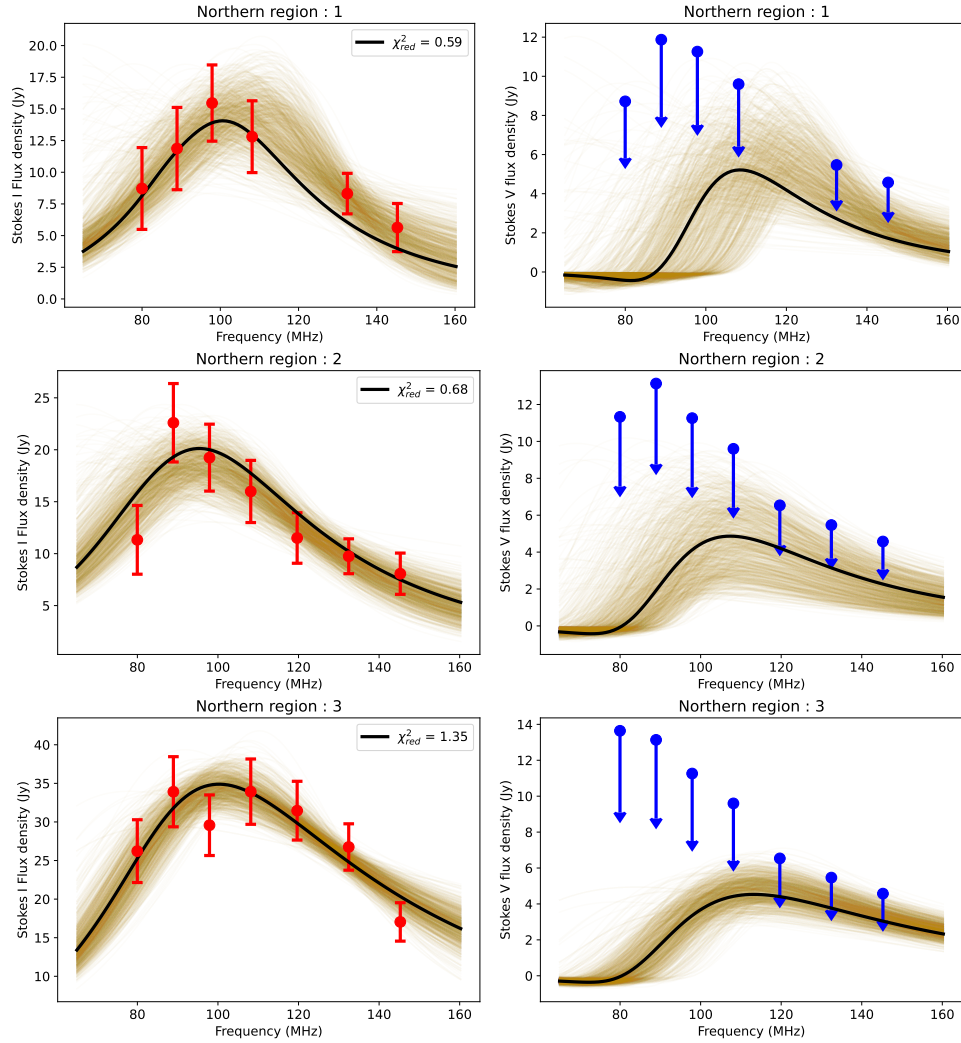 Northern region : 1
Stokes I Flux density (Jy)
20.0
17.5
15.0
12.5
10.0
7.5
5.0
2.5
0.0
χ²red = 0.59
80 100 120 140 160
Frequency (MHz)
Northern region : 1
Stokes V flux density (Jy)
12
10
8
6
4
2
0
80 100 120 140 160
Frequency (MHz)
Northern region : 2
Stokes I Flux density (Jy)
25
20
15
10
5
χ²red = 0.68
80 100 120 140 160
Frequency (MHz)
Northern region : 2
Stokes V flux density (Jy)
12
10
8
6
4
2
0
80 100 120 140 160
Frequency (MHz)
Northern region : 3
Stokes I Flux density (Jy)
40
35
30
25
20
15
10
χ²red = 1.35
80 100 120 140 160
Frequency (MHz)
Northern region : 3
Stokes V flux density (Jy)
14
12
10
8
6
4
2
0
80 100 120 140 160
Frequency (MHz)